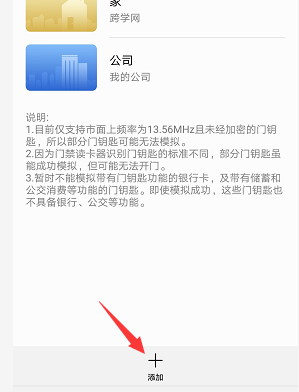 家
跨学网
公司
我的公司
说明:
1.目前仅支持市面上频率为13.56MHz且未经加密的门钥
匙，所以部分门钥匙可能无法模拟。
2.因为门禁读卡器识别门钥匙的标准不同，部分门钥匙虽
能成功模拟，但可能无法开门。
3.暂时不能模拟带有门钥匙功能的银行卡，及带有储蓄和
公交消费等功能的门钥匙。即使模拟成功，这些门钥匙也
不具备银行、公交等功能。
添加